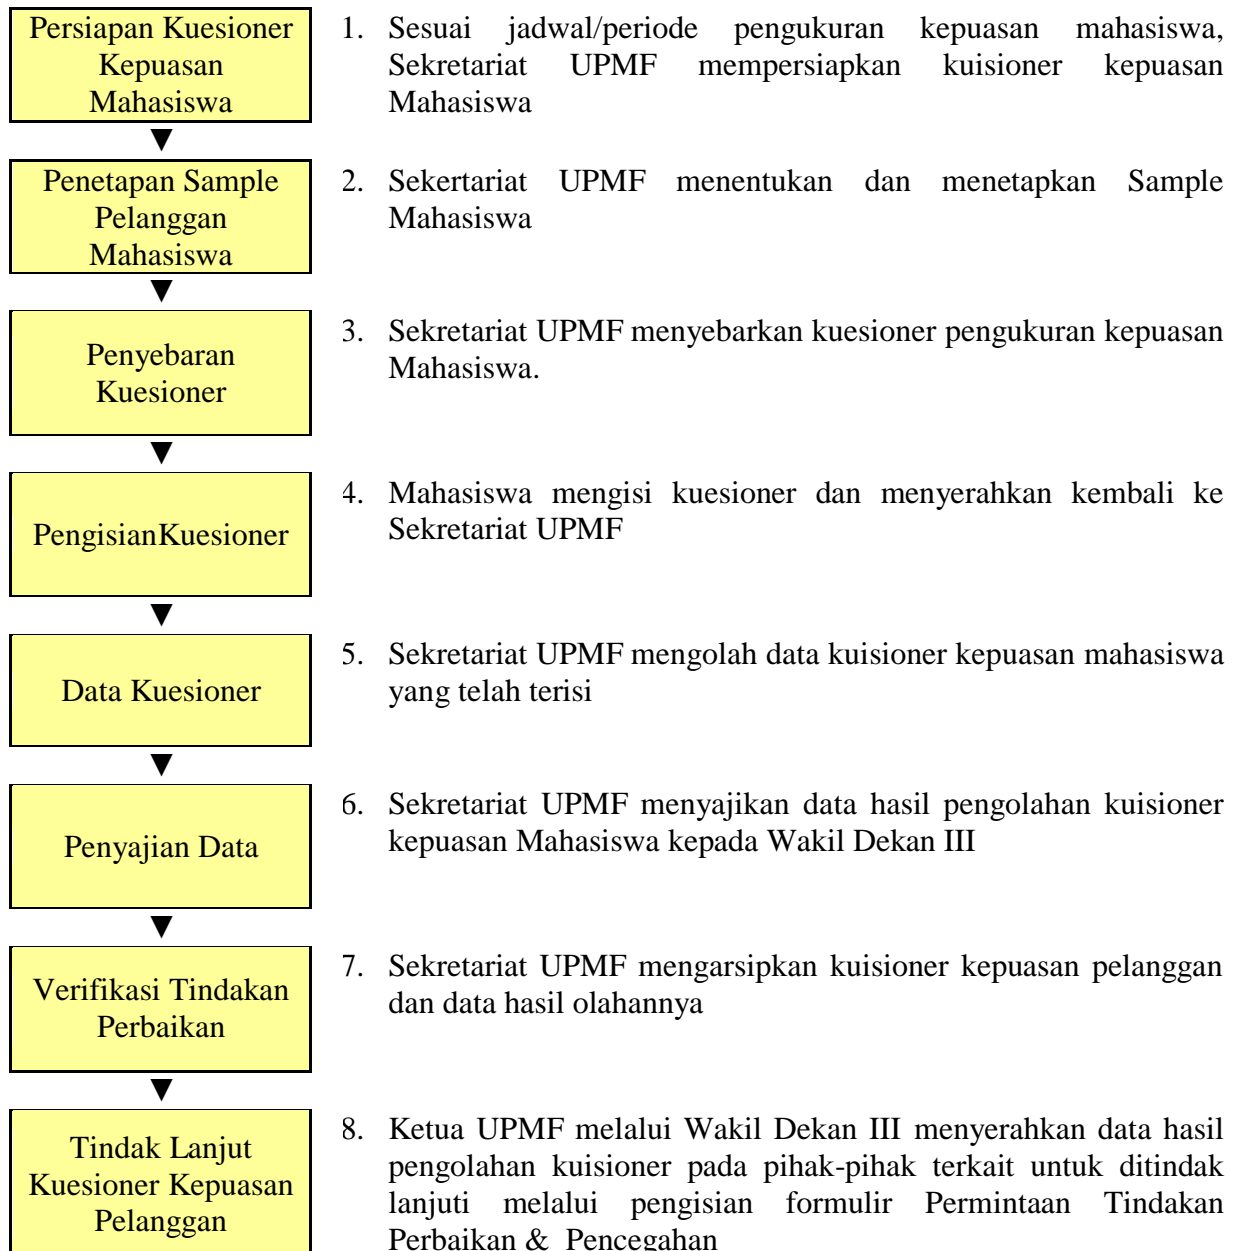 Persiapan Kuesioner
Kepuasan
Mahasiswa
1. Sesuai jadwal/periode pengukuran kepuasan mahasiswa,
Sekretariat UPMF mempersiapkan kuisioner kepuasan
Mahasiswa
Penetapan Sample
Pelanggan
Mahasiswa
2. Sekertariat UPMF menentukan dan menetapkan Sample
Mahasiswa
Penyebaran
Kuesioner
3. Sekretariat UPMF menyebarkan kuesioner pengukuran kepuasan
Mahasiswa.
PengisianKuesioner
4. Mahasiswa mengisi kuesioner dan menyerahkan kembali ke
Sekretariat UPMF
Data Kuesioner
5. Sekretariat UPMF mengolah data kuisioner kepuasan mahasiswa
yang telah terisi
Penyajian Data
6. Sekretariat UPMF menyajikan data hasil pengolahan kuisioner
kepuasan Mahasiswa kepada Wakil Dekan III
Verifikasi Tindakan
Perbaikan
7. Sekretariat UPMF mengarsipkan kuisioner kepuasan pelanggan
dan data hasil olahannya
Tindak Lanjut
Kuesioner Kepuasan
Pelanggan
8. Ketua UPMF melalui Wakil Dekan III menyerahkan data hasil
pengolahan kuisioner pada pihak-pihak terkait untuk ditindak
lanjuti melalui pengisian formulir Permintaan Tindakan
Perbaikan & Pencegahan